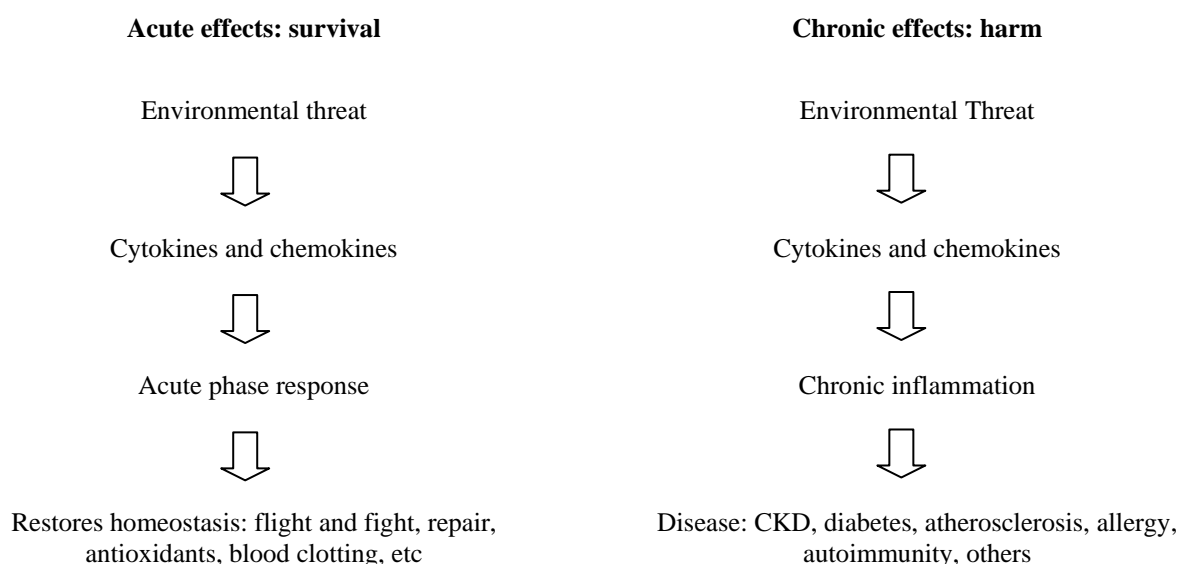 Acute effects: survival
Environmental threat
Cytokines and chemokines
Acute phase response
Restores homeostasis: flight and fight, repair,
antioxidants, blood clotting, etc
Chronic effects: harm
Environmental Threat
Cytokines and chemokines
Chronic inflammation
Disease: CKD, diabetes, atherosclerosis, allergy,
autoimmunity, others